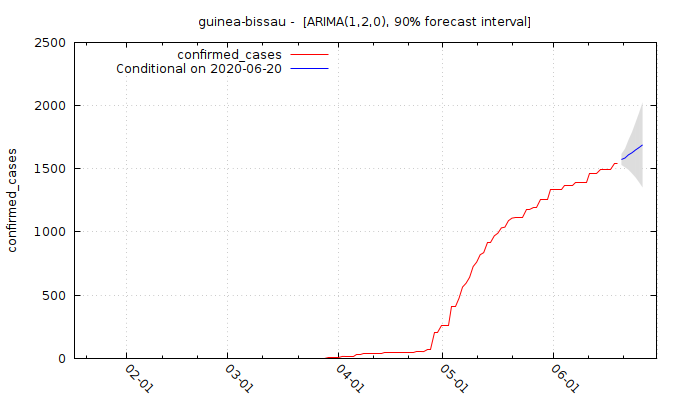 guinea-bissau -  [ARIMA(1,2,0), 90% forecast interval]
confirmed_cases
Conditional on 2020-06-20
confirmed_cases
2500
2000
1500
1000
500
0
02-01
03-01
04-01
05-01
06-01